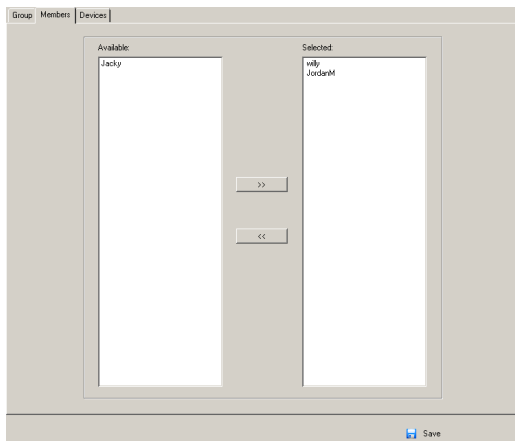 Group Members Devices
Available: Selected:
Jacky willy
JordanM
>>
<<
Save